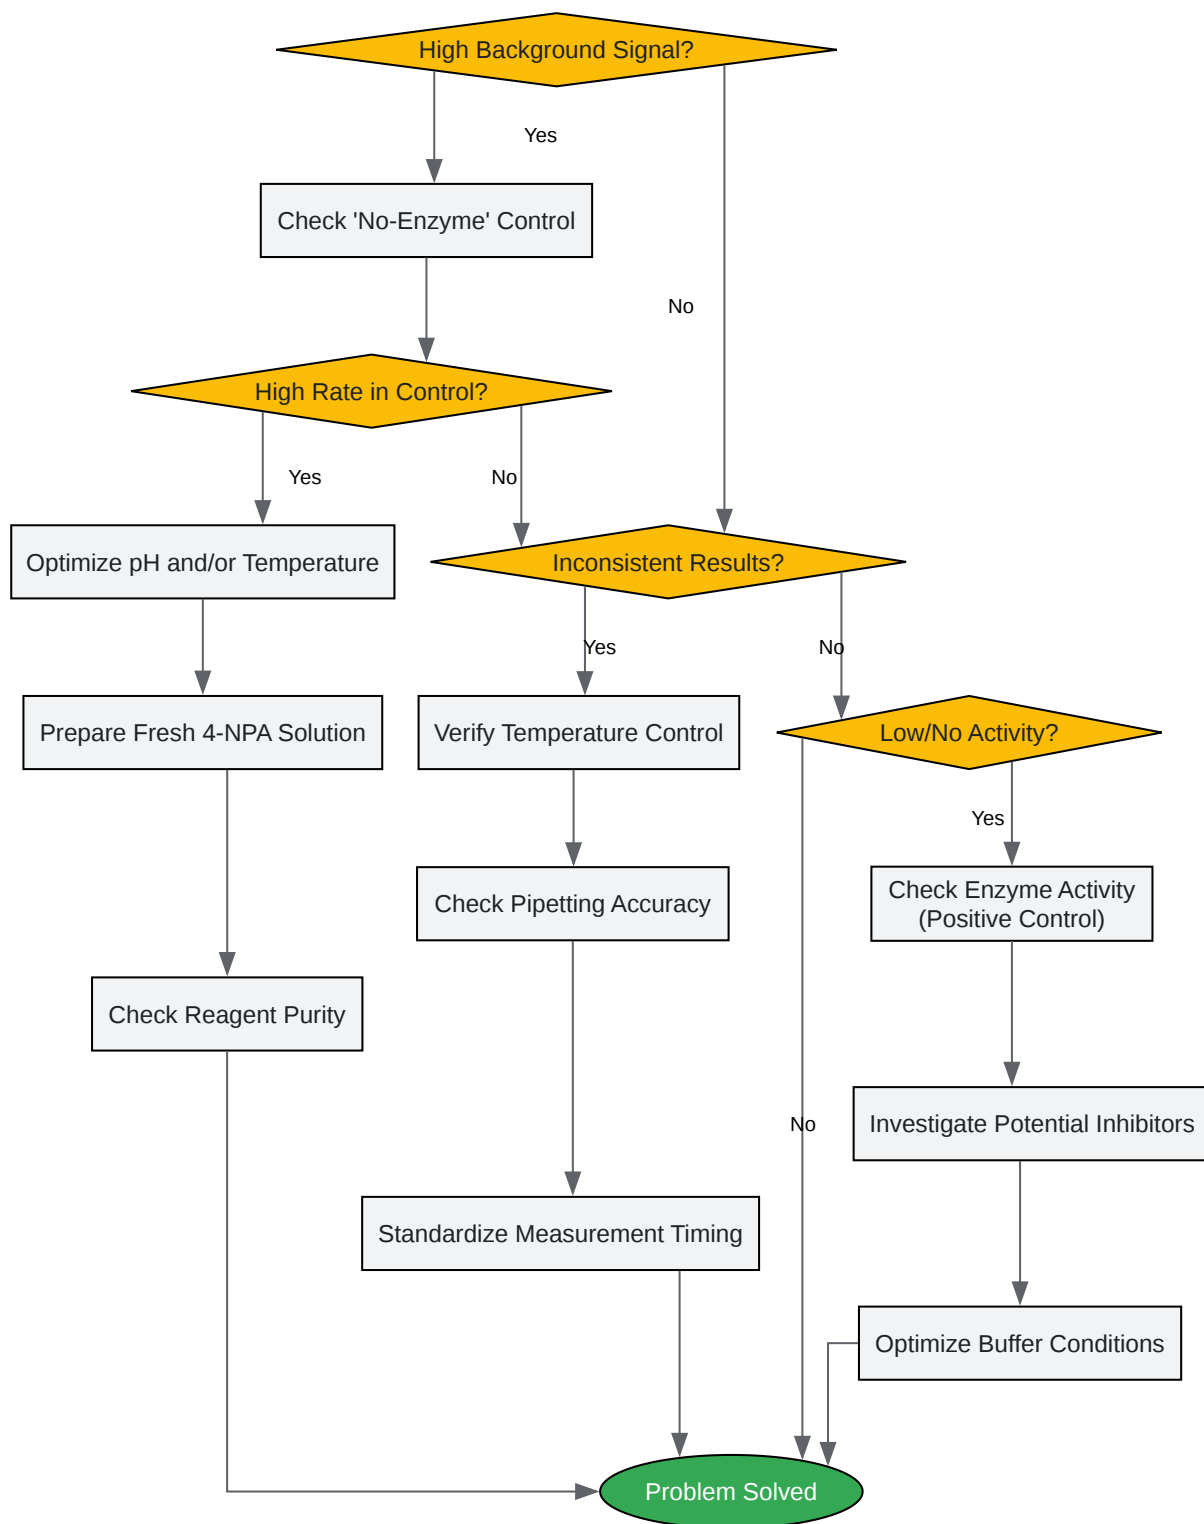 High Background Signal?
Yes
Check 'No-Enzyme' Control
No
High Rate in Control?
Yes
No
Optimize pH and/or Temperature
Inconsistent Results?
Yes
No
Prepare Fresh 4-NPA Solution
Verify Temperature Control
Low/No Activity?
Yes
Check Pipetting Accuracy
Check Enzyme Activity
(Positive Control)
Check Reagent Purity
No
Investigate Potential Inhibitors
Standardize Measurement Timing
Optimize Buffer Conditions
Problem Solved